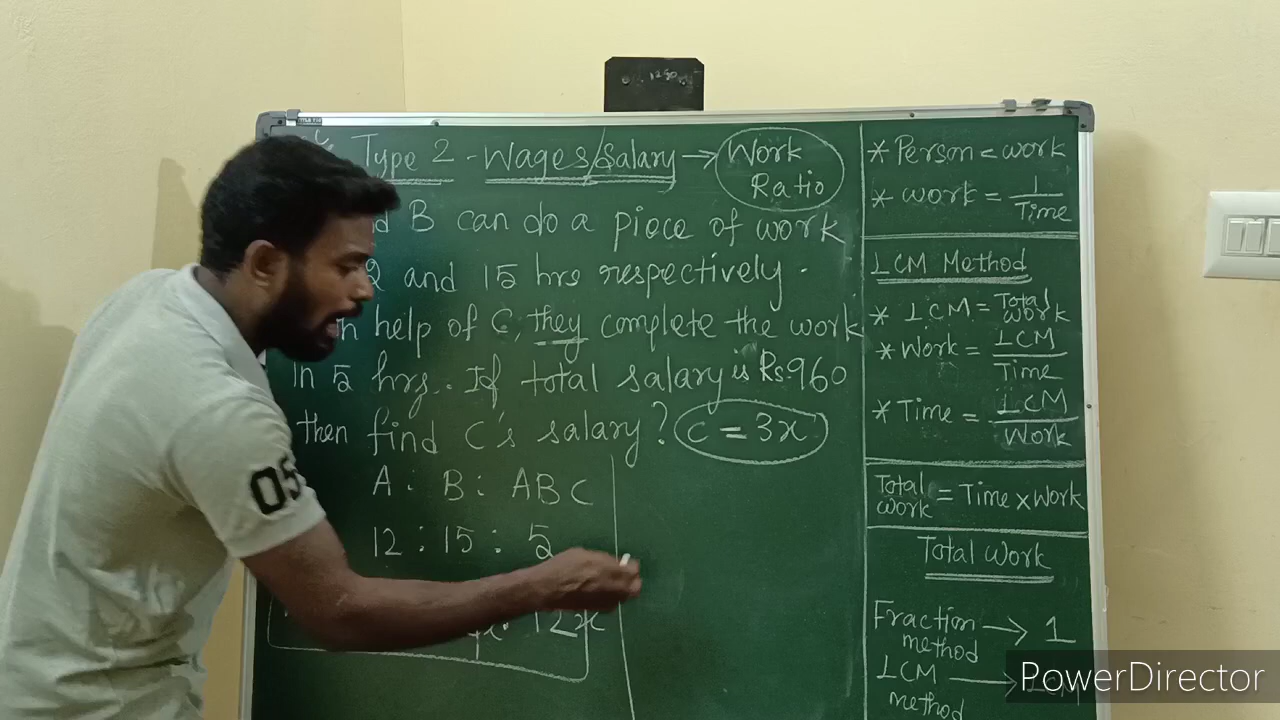 Type 2 - Wages/Salary → Work Ratio
B can do a piece of work
and 15 hrs respectively.
help of C, they complete the work
in 5 hrs. If total salary is Rs.960
then find C's salary? C = 3x
A : B : ABC
12 : 15 : 5
12x
* Person < work
* work = 1/Time
LCM Method
* LCM = Total work
* Work = LCM/Time
* Time = LCM/Work
Total work = Time × Work
Total Work
Fraction method → 1
LCM method →
05
1250
PowerDirector